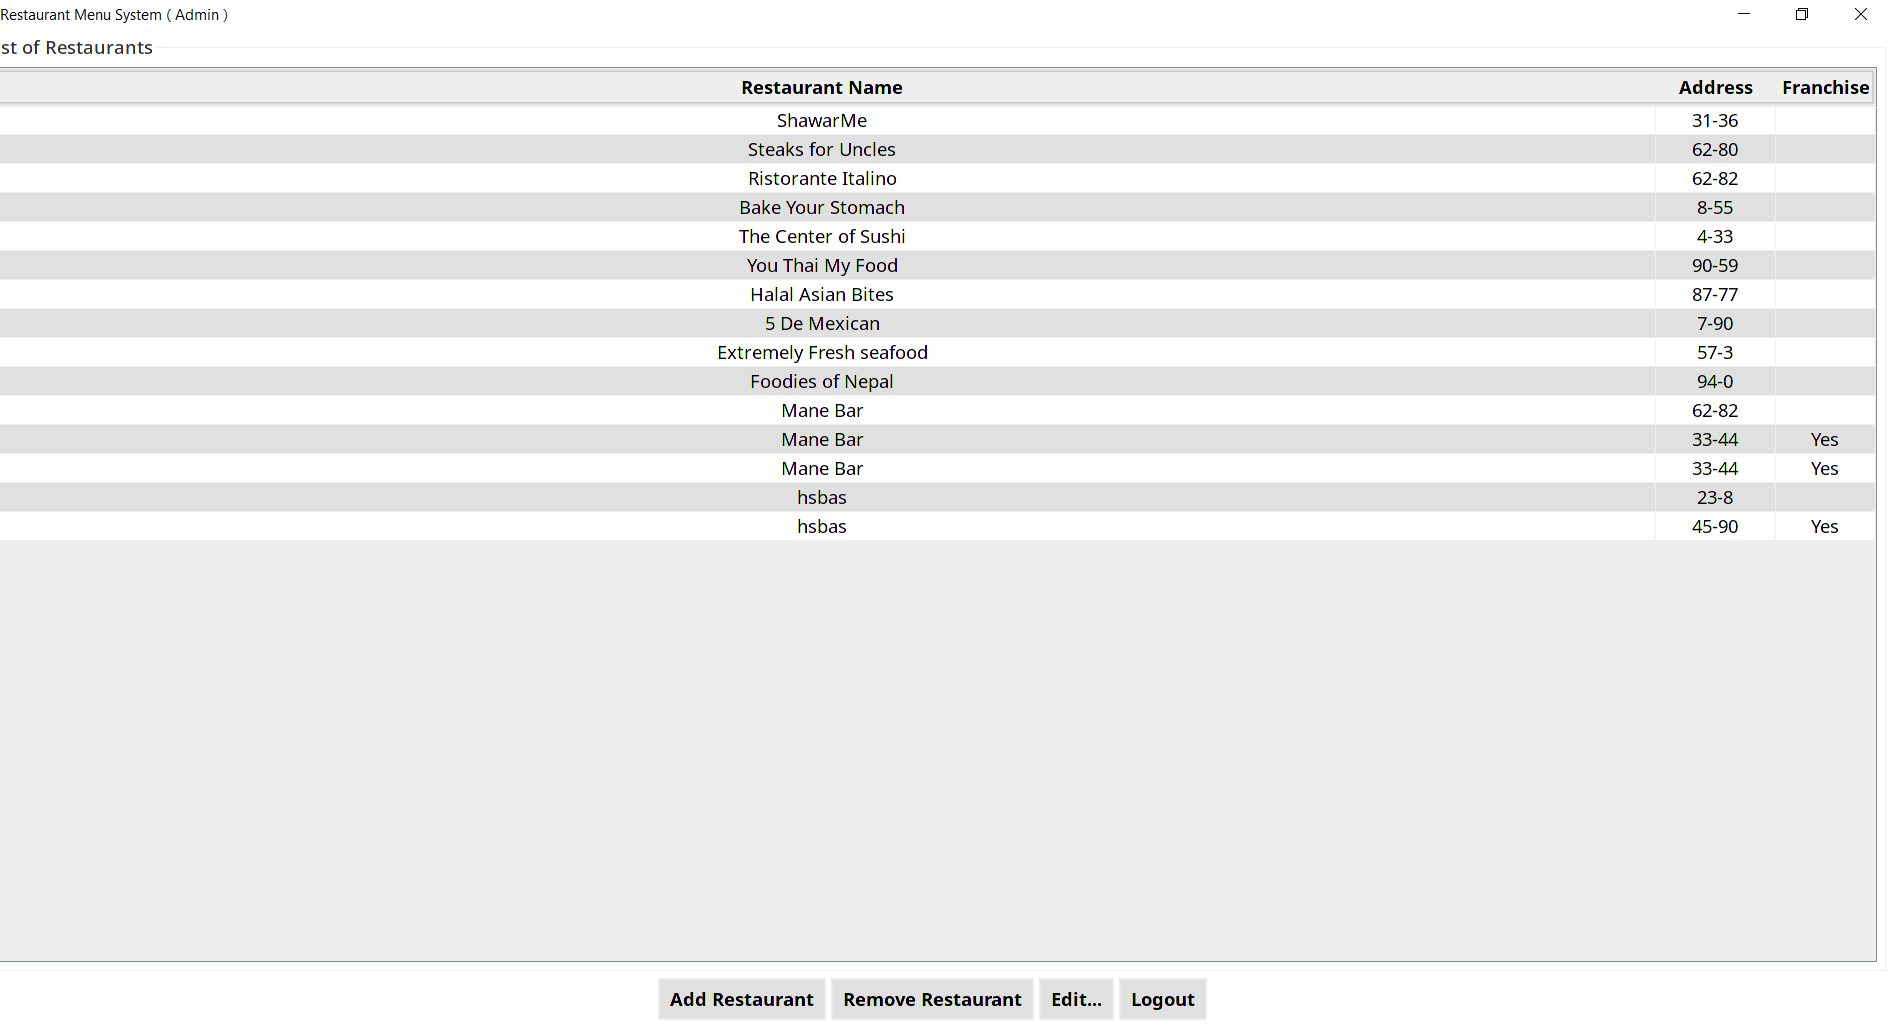 Restaurant Menu System ( Admin )
st of Restaurants
Restaurant Name Address Franchise
ShawarMe 31-36
Steaks for Uncles 62-80
Ristorante Italino 62-82
Bake Your Stomach 8-55
The Center of Sushi 4-33
You Thai My Food 90-59
Halal Asian Bites 87-77
5 De Mexican 7-90
Extremely Fresh seafood 57-3
Foodies of Nepal 94-0
Mane Bar 62-82
Mane Bar 33-44 Yes
Mane Bar 33-44 Yes
hsbas 23-8
hsbas 45-90 Yes
Add Restaurant Remove Restaurant Edit... Logout